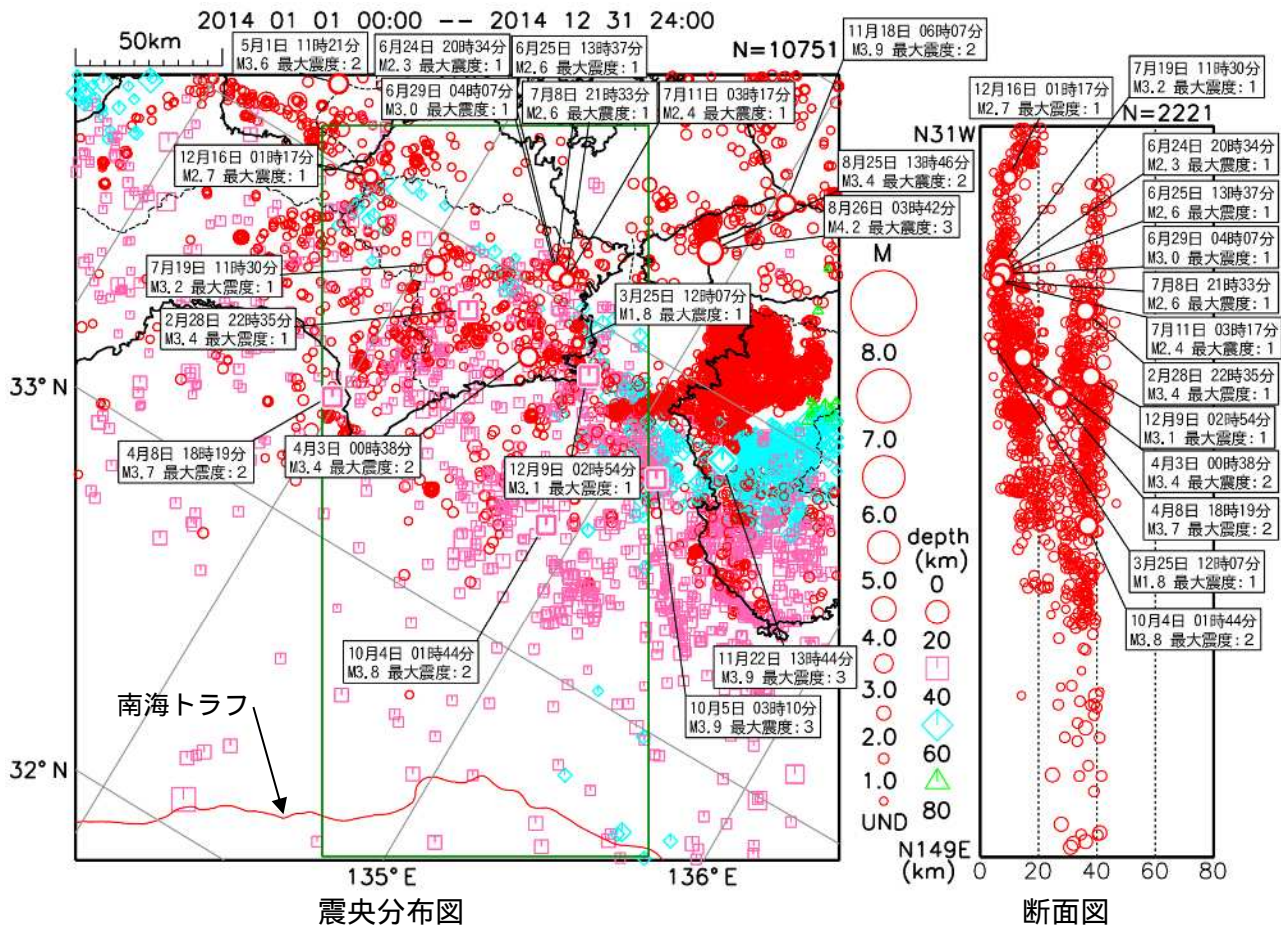 2014 01 01 00:00 -- 2014 12 31 24:00
50km
N=10751
5月1日 11時21分
M3.6 最大震度:2
6月24日 20時34分
M2.3 最大震度:1
6月25日 13時37分
M2.6 最大震度:1
11月18日 06時07分
M3.9 最大震度:2
6月29日 04時07分
M3.0 最大震度:1
7月8日 21時33分
M2.6 最大震度:1
7月11日 03時17分
M2.4 最大震度:1
12月16日 01時17分
M2.7 最大震度:1
8月25日 13時46分
M3.4 最大震度:2
8月26日 03時42分
M4.2 最大震度:3
7月19日 11時30分
M3.2 最大震度:1
2月28日 22時35分
M3.4 最大震度:1
3月25日 12時07分
M1.8 最大震度:1
4月8日 18時19分
M3.7 最大震度:2
4月3日 00時38分
M3.4 最大震度:2
12月9日 02時54分
M3.1 最大震度:1
10月4日 01時44分
M3.8 最大震度:2
11月22日 13時44分
M3.9 最大震度:3
10月5日 03時10分
M3.9 最大震度:3
南海トラフ
33°N
32°N
135°E
136°E
震央分布図
M
8.0
7.0
6.0
5.0
4.0
3.0
2.0
1.0
UND
depth
(km)
0
20
40
60
80
N31W
N=2221
12月16日 01時17分
M2.7 最大震度:1
7月19日 11時30分
M3.2 最大震度:1
6月24日 20時34分
M2.3 最大震度:1
6月25日 13時37分
M2.6 最大震度:1
6月29日 04時07分
M3.0 最大震度:1
7月8日 21時33分
M2.6 最大震度:1
7月11日 03時17分
M2.4 最大震度:1
2月28日 22時35分
M3.4 最大震度:1
12月9日 02時54分
M3.1 最大震度:1
4月3日 00時38分
M3.4 最大震度:2
4月8日 18時19分
M3.7 最大震度:2
3月25日 12時07分
M1.8 最大震度:1
10月4日 01時44分
M3.8 最大震度:2
N149E
(km)
0 20 40 60 80
断面図